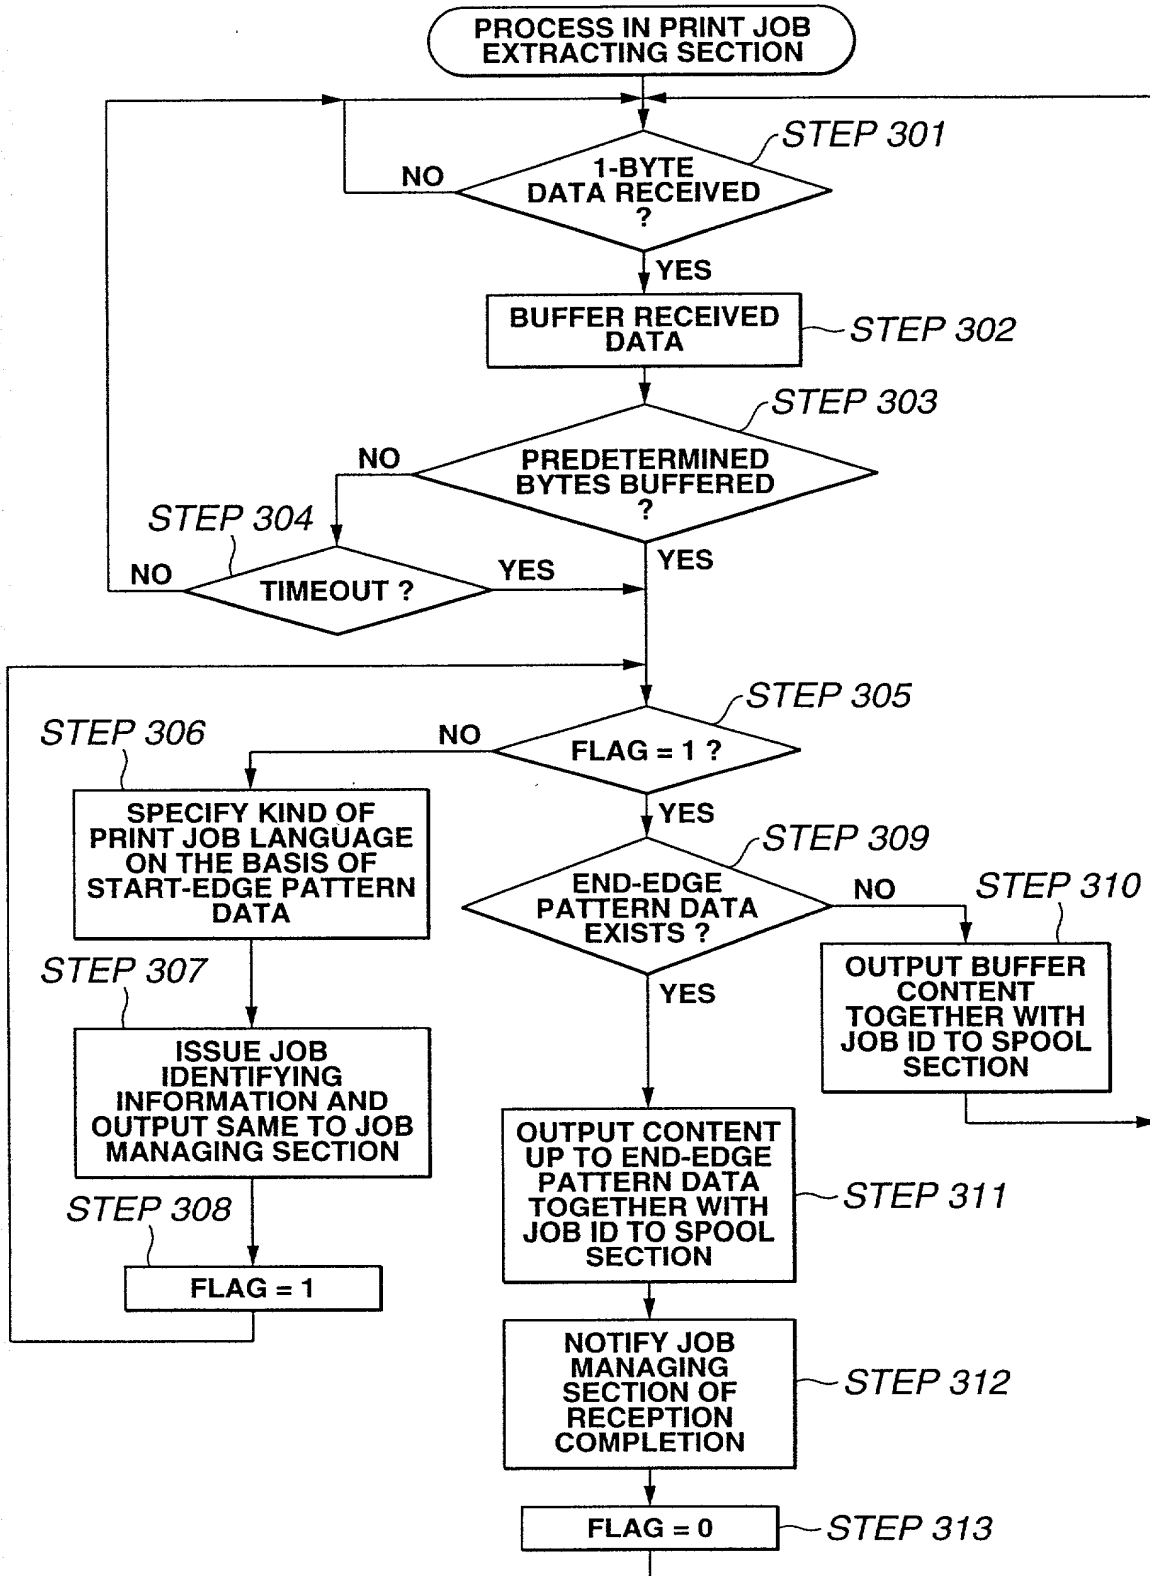 PROCESS IN PRINT JOB
EXTRACTING SECTION
STEP 301
1-BYTE
DATA RECEIVED
?
NO
YES
BUFFER RECEIVED
DATA
STEP 302
STEP 303
PREDETERMINED
BYTES BUFFERED
?
NO
YES
STEP 304
TIMEOUT ?
NO
YES
STEP 305
FLAG = 1 ?
NO
YES
STEP 306
SPECIFY KIND OF
PRINT JOB LANGUAGE
ON THE BASIS OF
START-EDGE PATTERN
DATA
STEP 307
ISSUE JOB
IDENTIFYING
INFORMATION AND
OUTPUT SAME TO JOB
MANAGING SECTION
STEP 308
FLAG = 1
STEP 309
END-EDGE
PATTERN DATA
EXISTS ?
NO
YES
STEP 310
OUTPUT BUFFER
CONTENT
TOGETHER WITH
JOB ID TO SPOOL
SECTION
OUTPUT CONTENT
UP TO END-EDGE
PATTERN DATA
TOGETHER WITH
JOB ID TO SPOOL
SECTION
STEP 311
NOTIFY JOB
MANAGING
SECTION OF
RECEPTION
COMPLETION
STEP 312
FLAG = 0
STEP 313